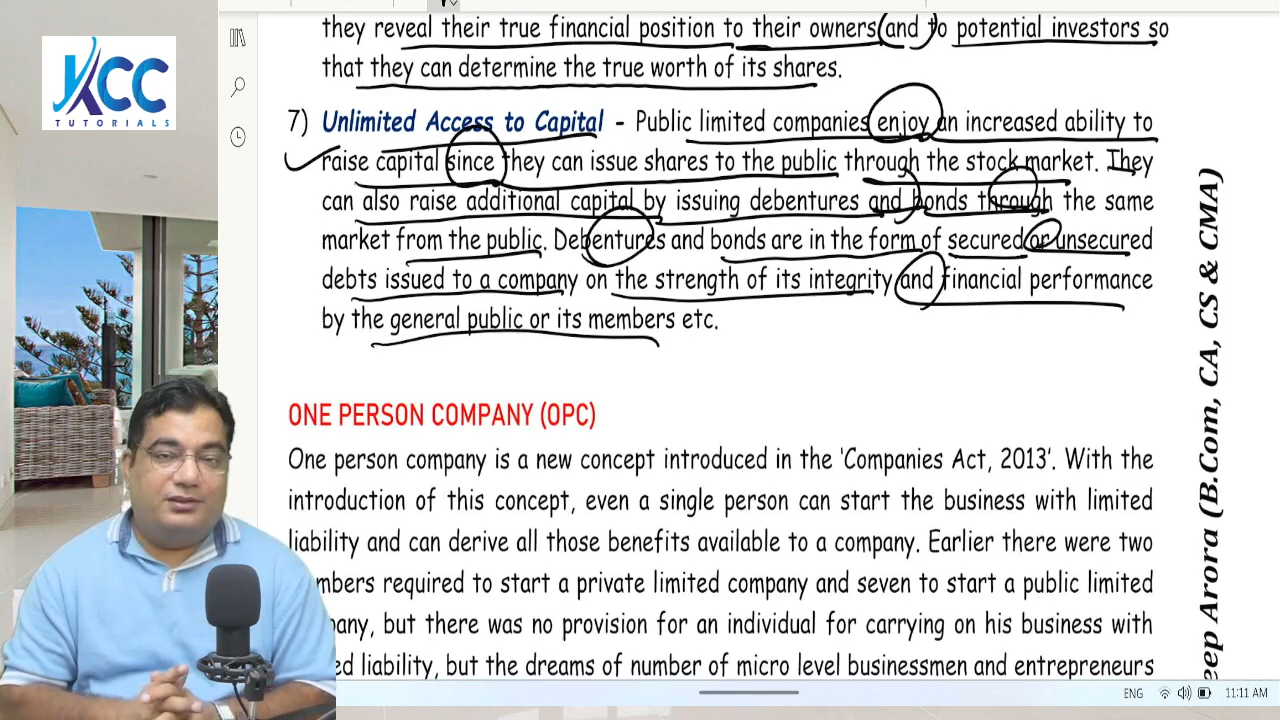 they reveal their true financial position to their owners and to potential investors so
that they can determine the true worth of its shares.
KCC
TUTORIALS
7) Unlimited Access to Capital - Public limited companies enjoy an increased ability to
raise capital since they can issue shares to the public through the stock market. They
can also raise additional capital by issuing debentures and bonds through the same
market from the public. Debentures and bonds are in the form of secured or unsecured
debts issued to a company on the strength of its integrity and financial performance
by the general public or its members etc.
ONE PERSON COMPANY (OPC)
One person company is a new concept introduced in the ‘Companies Act, 2013’. With the
introduction of this concept, even a single person can start the business with limited
liability and can derive all those benefits available to a company. Earlier there were two
required to start a private limited company and seven to start a public limited
but there was no provision for an individual for carrying on his business with
liability, but the dreams of number of micro level businessmen and entrepreneurs
Arora (B.Com, CA, CS & CMA)
ENG 11:11 AM